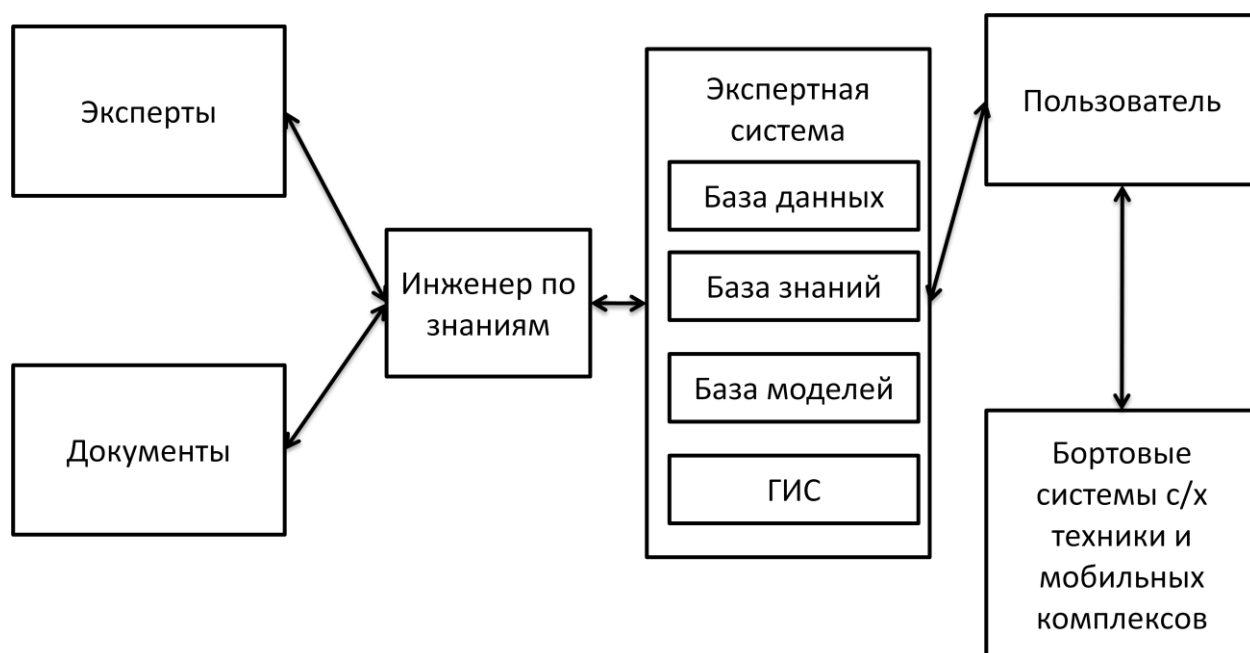 Эксперты
Документы
Инженер по
знаниям
Экспертная
система
База данных
База знаний
База моделей
ГИС
Пользователь
Бортовые
системы с/х
техники и
мобильных
комплексов